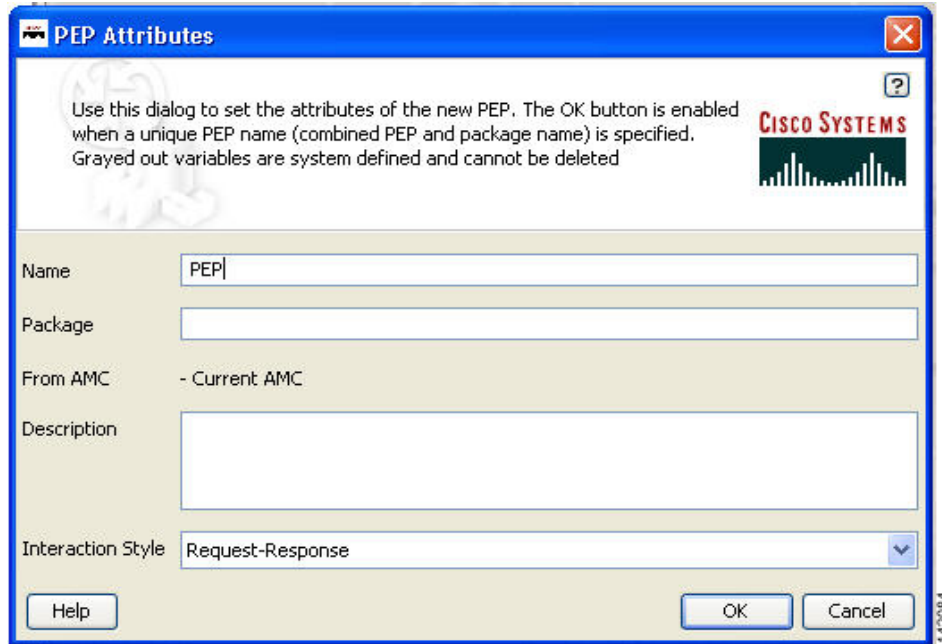 PEP Attributes
Use this dialog to set the attributes of the new PEP. The OK button is enabled
when a unique PEP name (combined PEP and package name) is specified.
Grayed out variables are system defined and cannot be deleted
?
CISCO SYSTEMS
Name PEP
Package
From AMC - Current AMC
Description
Interaction Style Request-Response
Help OK Cancel